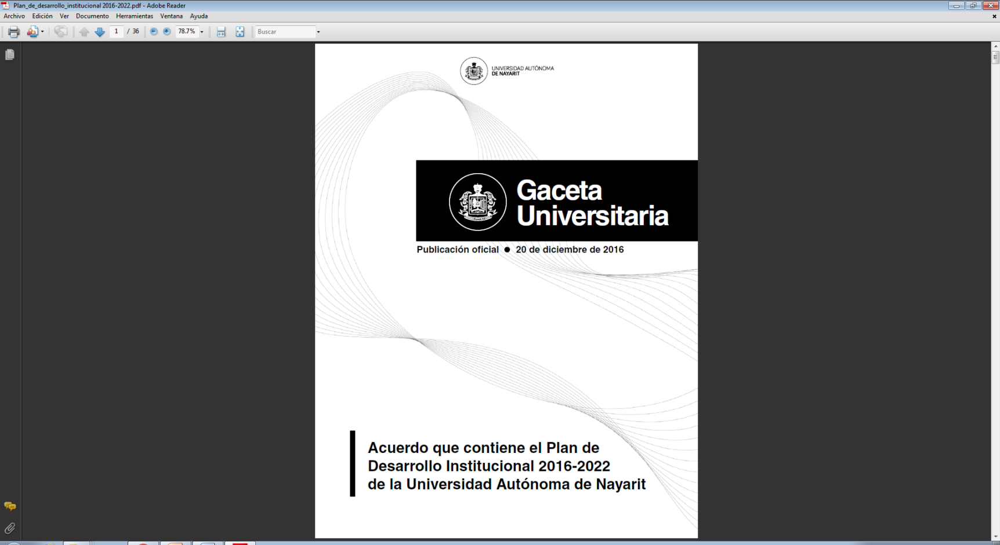 Plan_de_desarrollo_institucional 2016-2022.pdf - Adobe Reader
Archivo Edición Ver Documento Herramientas Ventana Ayuda
1 / 36 78.7% Buscar
UNIVERSIDAD AUTÓNOMA
DE NAYARIT
Gaceta
Universitaria
Publicación oficial ● 20 de diciembre de 2016
Acuerdo que contiene el Plan de
Desarrollo Institucional 2016-2022
de la Universidad Autónoma de Nayarit